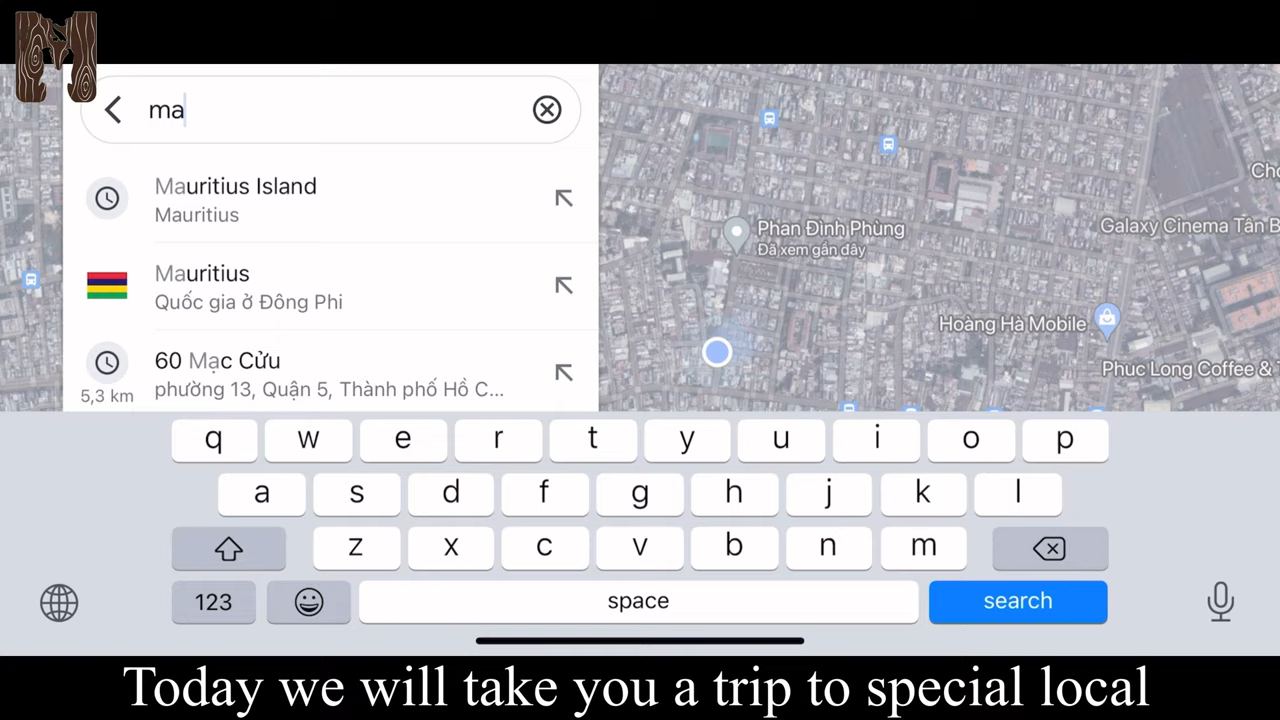 ma
Mauritius Island
Mauritius
Mauritius
Quốc gia ở Đông Phi
60 Mạc Cửu
5,3 km
phường 13, Quận 5, Thành phố Hồ C...
Phan Đình Phùng
Đã xem gần đây
Galaxy Cinema Tân B
Chợ
Hoàng Hà Mobile
Phuc Long Coffee &
q w e r t y u i o p
a s d f g h j k l
z x c v b n m
123 space search
Today we will take you a trip to special local